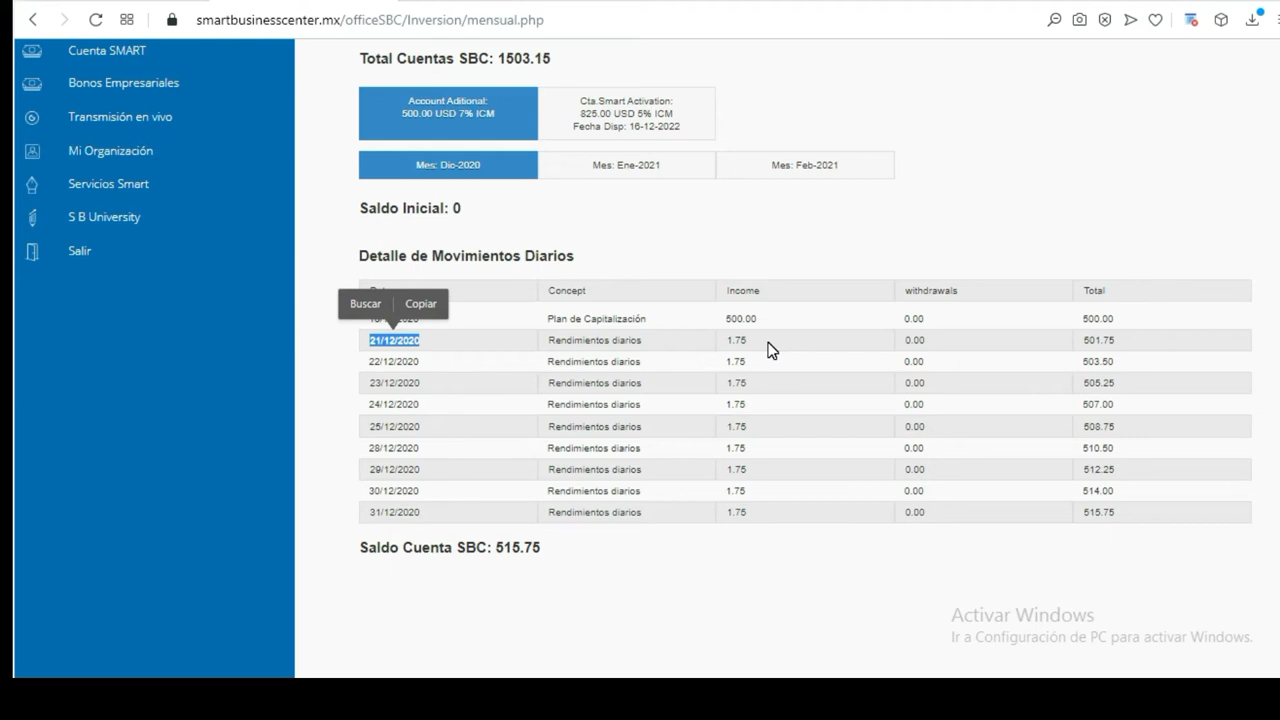 smartbusinesscenter.mx/officeSBC/Inversion/mensual.php
Cuenta SMART
Bonos Empresariales
Transmisión en vivo
Mi Organización
Servicios Smart
S B University
Salir
Total Cuentas SBC: 1503.15
Account Aditional:
500.00 USD 7% ICM
Cta.Smart Activation:
825.00 USD 5% ICM
Fecha Disp: 16-12-2022
Mes: Dic-2020 Mes: Ene-2021 Mes: Feb-2021
Saldo Inicial: 0
Detalle de Movimientos Diarios
Concept Income withdrawals Total
Buscar Copiar
Plan de Capitalización 500.00 0.00 500.00
21/12/2020 Rendimientos diarios 1.75 0.00 501.75
22/12/2020 Rendimientos diarios 1.75 0.00 503.50
23/12/2020 Rendimientos diarios 1.75 0.00 505.25
24/12/2020 Rendimientos diarios 1.75 0.00 507.00
25/12/2020 Rendimientos diarios 1.75 0.00 508.75
28/12/2020 Rendimientos diarios 1.75 0.00 510.50
29/12/2020 Rendimientos diarios 1.75 0.00 512.25
30/12/2020 Rendimientos diarios 1.75 0.00 514.00
31/12/2020 Rendimientos diarios 1.75 0.00 515.75
Saldo Cuenta SBC: 515.75
Activar Windows
Ir a Configuración de PC para activar Windows.